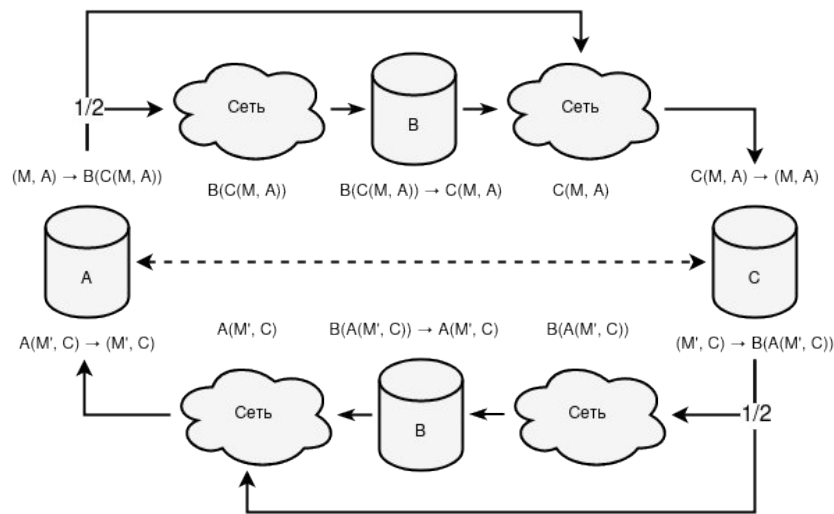 1/2
Сеть
B
Сеть
(M, A) → B(C(M, A))
B(C(M, A))
B(C(M, A)) → C(M, A)
C(M, A)
C(M, A) → (M, A)
A
C
A(M', C) → (M', C)
A(M', C)
B(A(M', C)) → A(M', C)
B(A(M', C))
(M', C) → B(A(M', C))
Сеть
B
Сеть
1/2